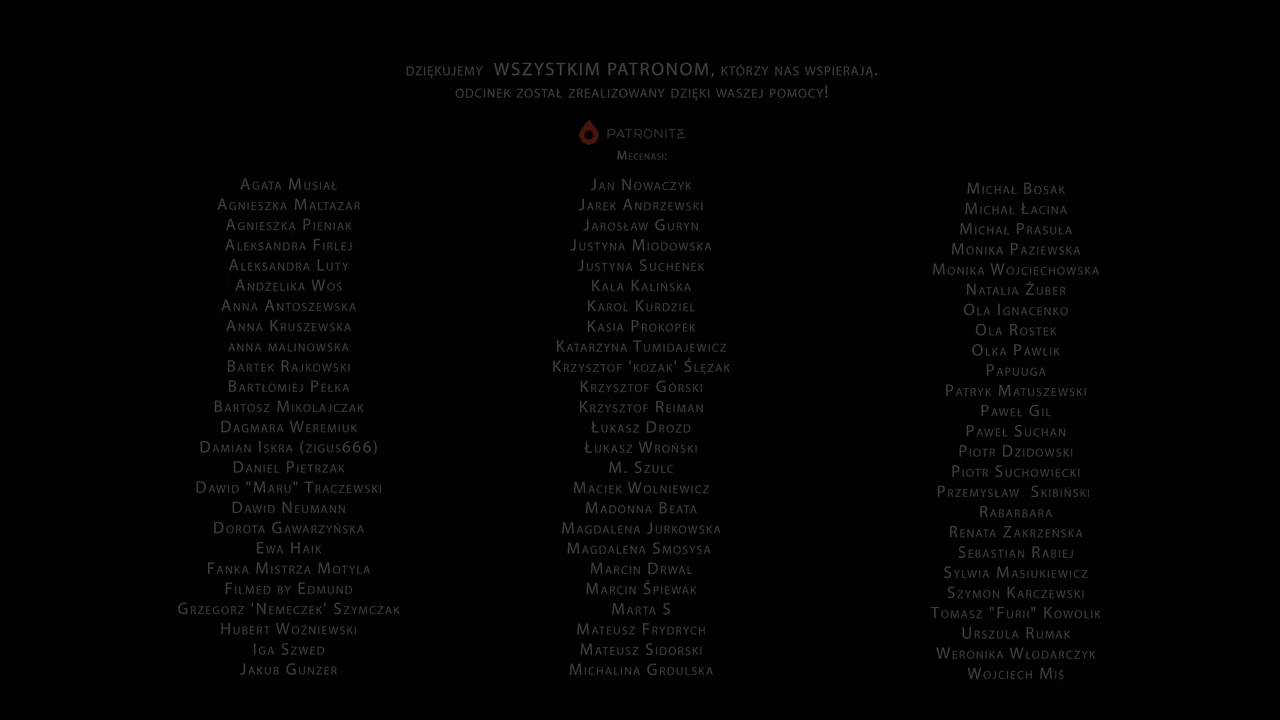 DZIĘKUJEMY WSZYSTKIM PATRONOM, KTÓRZY NAS WSPIERAJĄ.
ODCINEK ZOSTAŁ ZREALIZOWANY DZIĘKI WASZEJ POMOCY!
PATRONITE
Mecenasi:
Agata Musiał
Agnieszka Maltazar
Agnieszka Pieniak
Aleksandra Firlej
Aleksandra Luty
Andżelika Woś
Anna Antoszewska
Anna Kruszewska
anna malinowska
Bartek Rajkowski
Bartłomiej Pełka
Bartosz Mikolajczak
Dagmara Weremiuk
Damian Iskra (zigus666)
Daniel Pietrzak
Dawid "Maru" Traczewski
Dawid Neumann
Dorota Gawarzyńska
Ewa Haik
Fanka Mistrza Motyla
Filmed by Edmund
Grzegorz 'Nemeczek' Szymczak
Hubert Woźniewski
Iga Szwed
Jakub Gunzer
Jan Nowaczyk
Jarek Andrzewski
Jarosław Guryn
Justyna Miodowska
Justyna Suchenek
Kala Kalińska
Karol Kurdziel
Kasia Prokopek
Katarzyna Tumidajewicz
Krzysztof 'kozak' Ślęzak
Krzysztof Górski
Krzysztof Reiman
Łukasz Drozd
Łukasz Wroński
M. Szulc
Maciek Wolniewicz
Madonna Beata
Magdalena Jurkowska
Magdalena Smosysa
Marcin Drwal
Marcin Śpiewak
Marta S
Mateusz Frydrych
Mateusz Sidorski
Michalina Grdulska
Michał Bosak
Michał Łacina
Michał Prasuła
Monika Paziewska
Monika Wojciechowska
Natalia Żuber
Ola Ignacenko
Ola Rostek
Olka Pawlik
Papuuga
Patryk Matuszewski
Paweł Gil
Paweł Suchan
Piotr Dzidowski
Piotr Suchowiecki
Przemysław Skibiński
Rabarbara
Renata Zakrzeńska
Sebastian Rabiej
Sylwia Masiukiewicz
Szymon Karczewski
Tomasz "Furii" Kowolik
Urszula Rumak
Weronika Włodarczyk
Wojciech Miś